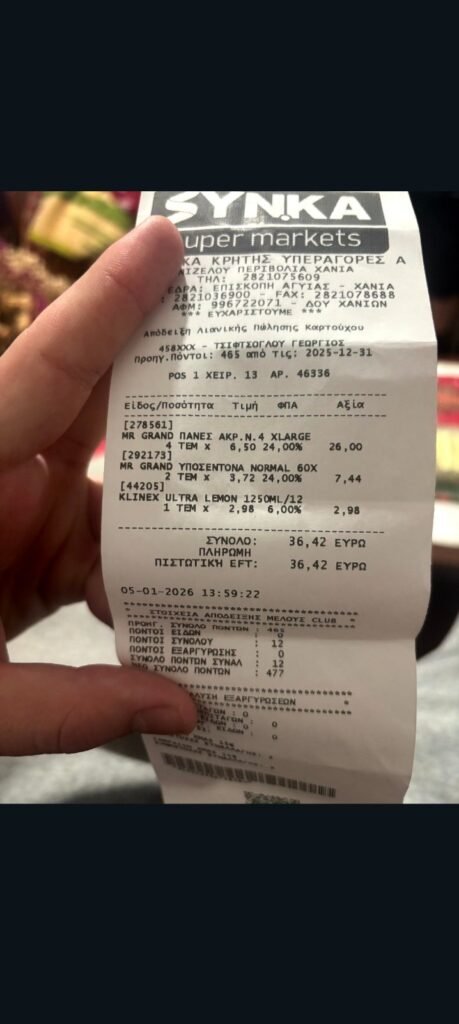 SYN.KA
super markets
ΚΑ ΚΡΗΤΗΣ ΥΠΕΡΑΓΟΡΕΣ Α
ΙΖΕΛΟΥ ΠΕΡΙΒΟΛΙΑ ΧΑΝΙΑ
ΤΗΛ: 2821075609
ΕΔΡΑ: ΕΠΙΣΚΟΠΗ ΑΓΥΙΑΣ - ΧΑΝΙΑ
2821036900 - FAX: 2821078688
ΑΦΜ: 996722071 - ΔΟΥ ΧΑΝΙΩΝ
*** ΕΥΧΑΡΙΣΤΟΥΜΕ ***
Απόδειξη Λιανικής Πώλησης Καρτούχου
458XXX - ΤΣΙΦΤΣΟΓΛΟΥ ΓΕΩΡΓΙΟΣ
Προηγ.Πόντοι: 465 από τις: 2025-12-31
POS 1 ΧΕΙΡ. 13 ΑΡ. 46336
Είδος/Ποσότητα Τιμή ΦΠΑ Αξία
[278561]
MR GRAND ΠΑΝΕΣ ΑΚΡ.Ν.4 XLARGE
4 ΤΕΜ X 6,50 24,00% 26,00
[292173]
MR GRAND ΥΠΟΣΕΝΤΟΝΑ NORMAL 60X
2 ΤΕΜ X 3,72 24,00% 7,44
[44205]
KLINEX ULTRA LEMON 1250ML/12
1 ΤΕΜ X 2,98 6,00% 2,98
ΣΥΝΟΛΟ: 36,42 ΕΥΡΩ
ΠΛΗΡΩΜΗ
ΠΙΣΤΩΤΙΚΗ EFT: 36,42 ΕΥΡΩ
05-01-2026 13:59:22
* ΣΤΟΙΧΕΙΑ ΑΠΟΔΕΙΞΗΣ ΜΕΛΟΥΣ CLUB *
ΠΡΟΗΓ. ΣΥΝΟΛΟ ΠΟΝΤΩΝ : 465
ΠΟΝΤΟΙ ΕΙΔΩΝ : 0
ΠΟΝΤΟΙ ΣΥΝΟΛΟΥ : 12
ΠΟΝΤΟΙ ΕΞΑΡΓΥΡΩΣΗΣ : 0
ΣΥΝΟΛΟ ΠΟΝΤΩΝ ΣΥΝΑΛ : 12
ΝΕΟ ΣΥΝΟΛΟ ΠΟΝΤΩΝ : 477
ΛΥΣΗ ΕΞΑΡΓΥΡΩΣΕΩΝ *